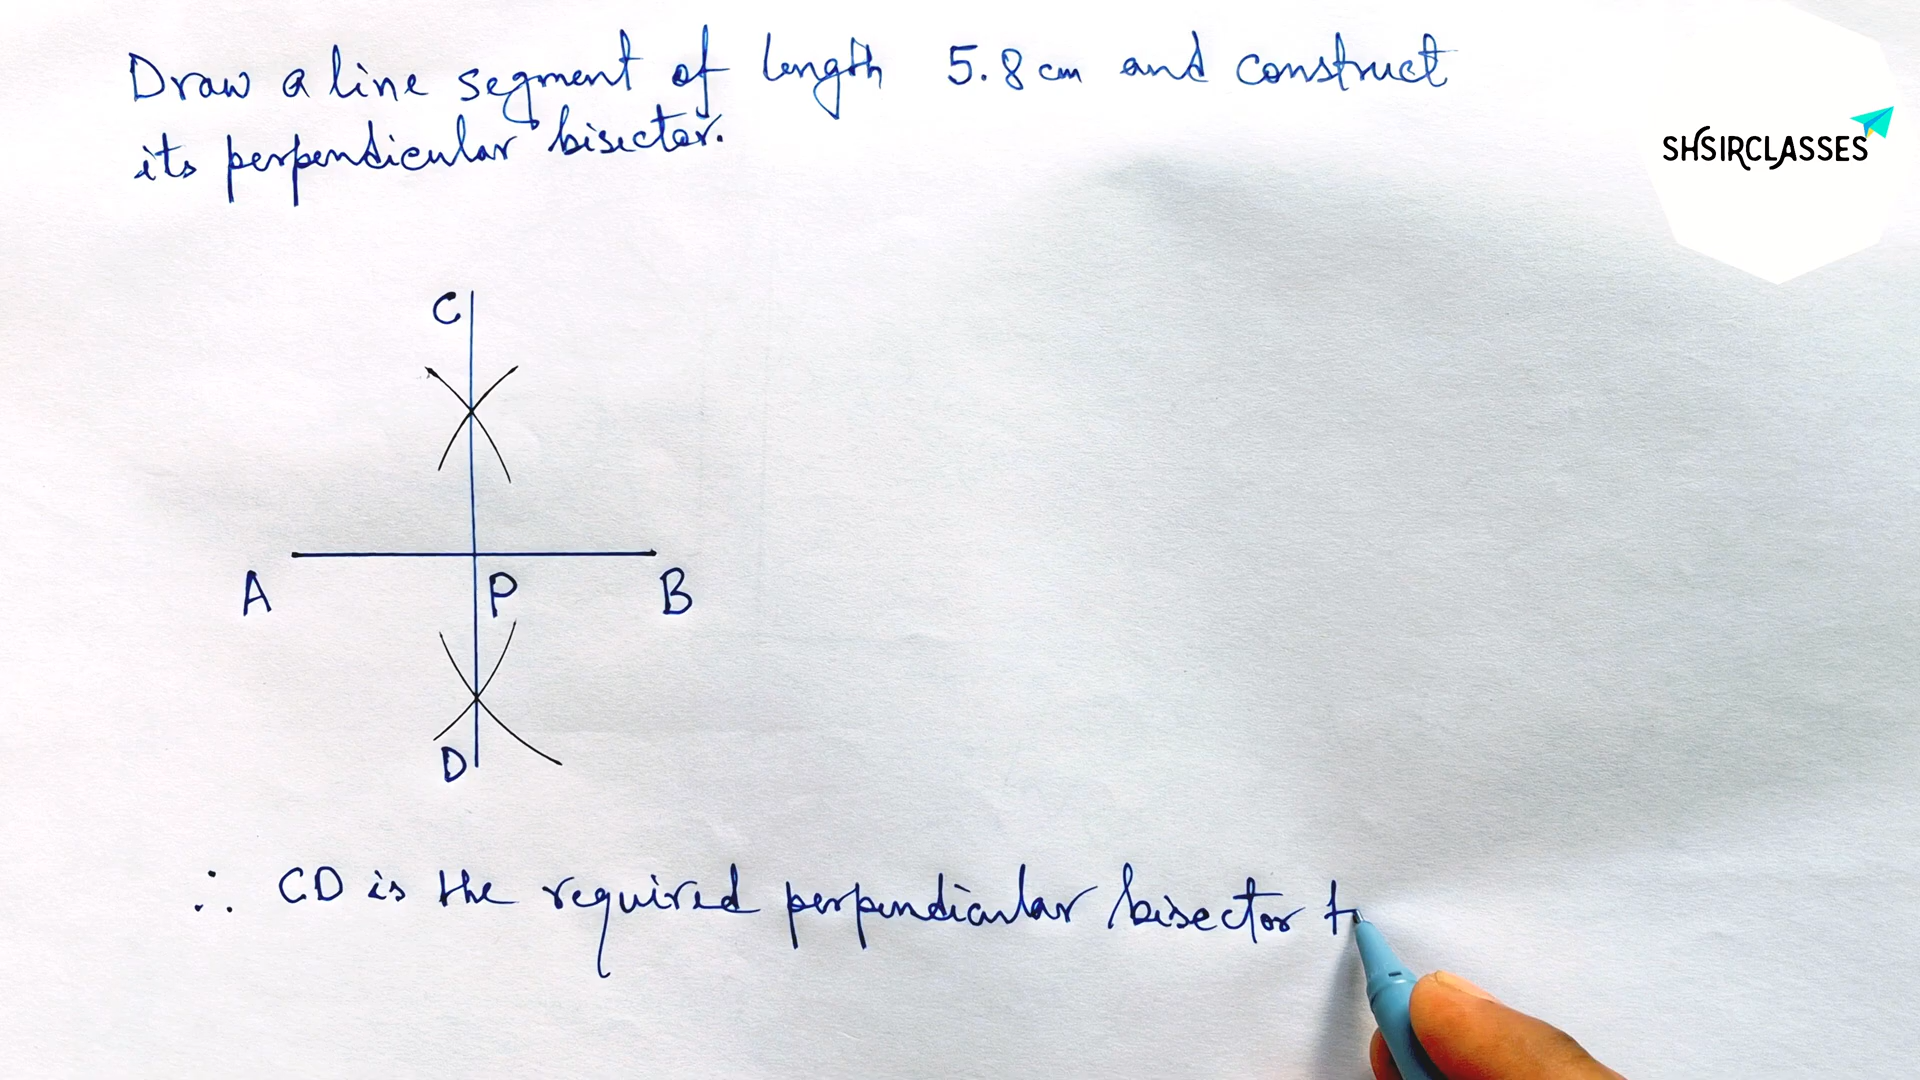 Draw a line segment of length 5.8 cm and construct
its perpendicular bisector.
SHSIRCLASSES
C
A
P
B
D
∴ CD is the required perpendicular bisector t